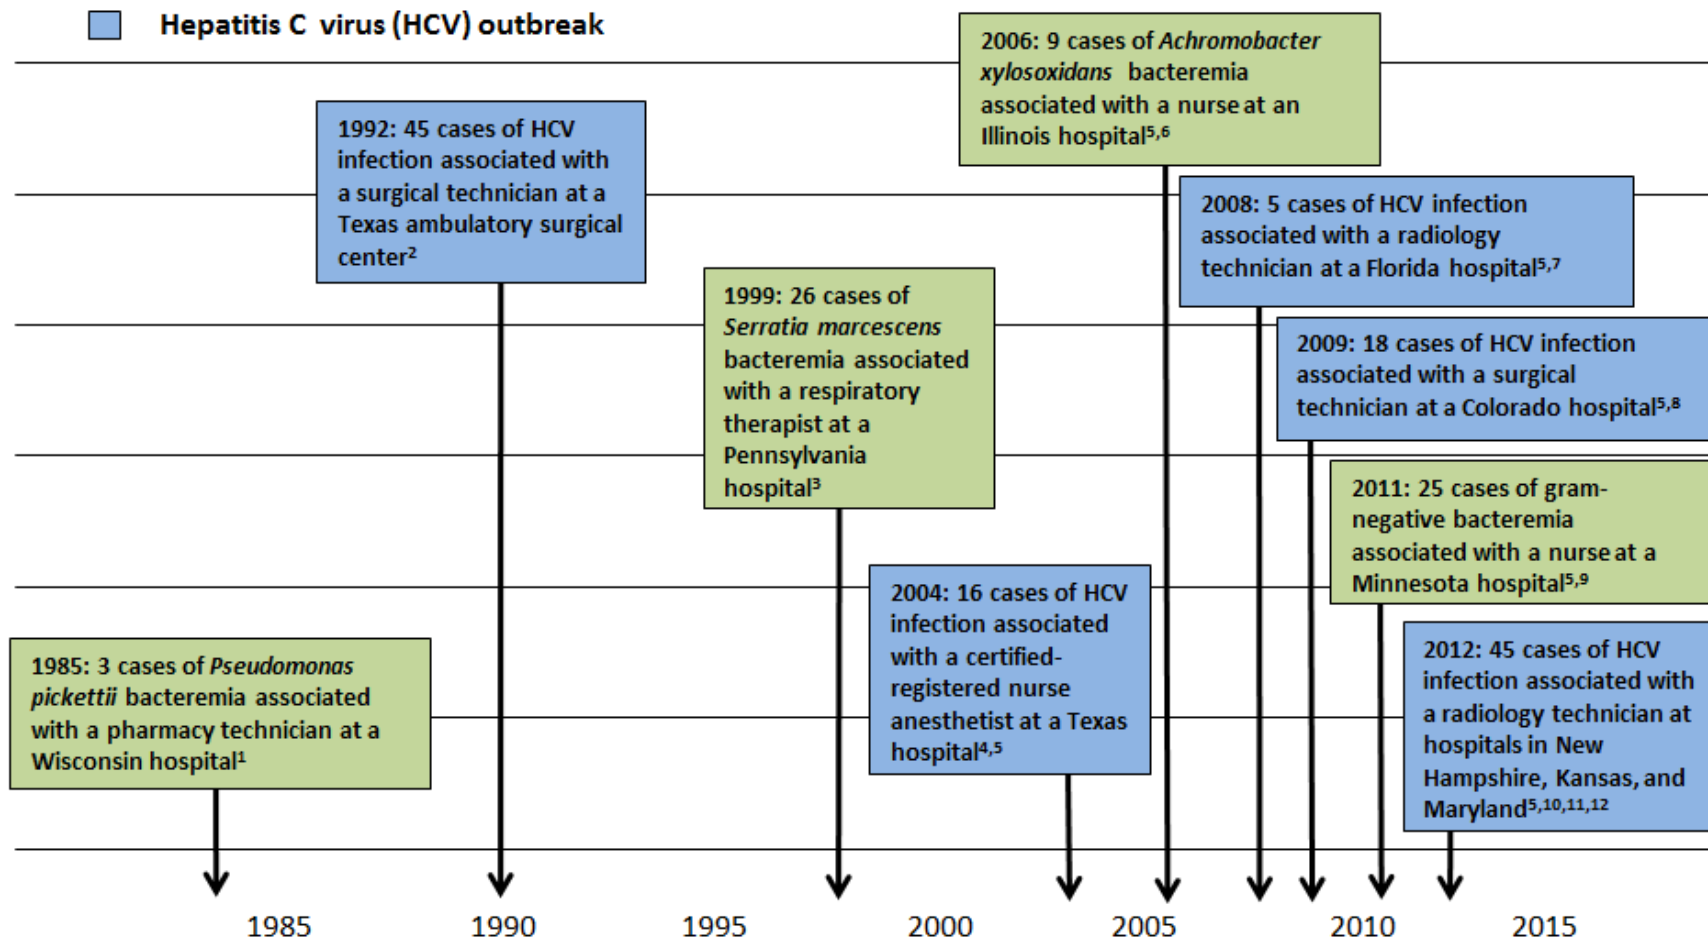 Hepatitis C virus (HCV) outbreak
2006: 9 cases of Achromobacter
xylosoxidans bacteremia
associated with a nurse at an
Illinois hospital5,6
1992: 45 cases of HCV
infection associated with
a surgical technician at a
Texas ambulatory surgical
center2
2008: 5 cases of HCV infection
associated with a radiology
technician at a Florida hospital5,7
1999: 26 cases of
Serratia marcescens
bacteremia associated
with a respiratory
therapist at a
Pennsylvania
hospital3
2009: 18 cases of HCV infection
associated with a surgical
technician at a Colorado hospital5,8
2011: 25 cases of gram-
negative bacteremia
associated with a nurse at a
Minnesota hospital5,9
2004: 16 cases of HCV
infection associated
with a certified-
registered nurse
anesthetist at a Texas
hospital4,5
1985: 3 cases of Pseudomonas
pickettii bacteremia associated
with a pharmacy technician at a
Wisconsin hospital1
2012: 45 cases of HCV
infection associated with
a radiology technician at
hospitals in New
Hampshire, Kansas, and
Maryland5,10,11,12
1985 1990 1995 2000 2005 2010 2015